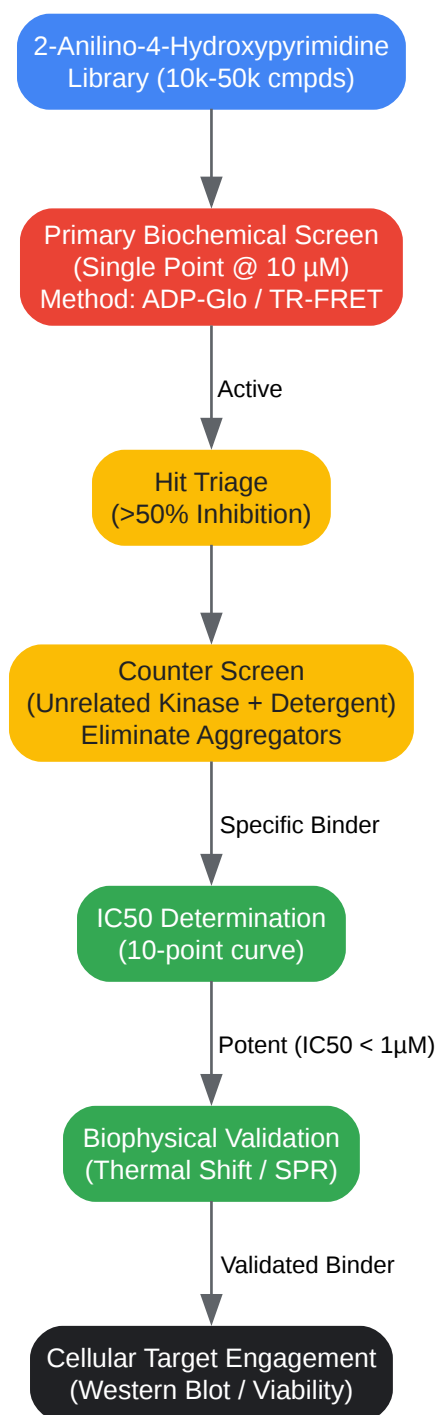 2-Anilino-4-Hydroxypyrimidine
Library (10k-50k cmpds)
Primary Biochemical Screen
(Single Point @ 10 µM)
Method: ADP-Glo / TR-FRET
Active
Hit Triage
(>50% Inhibition)
Counter Screen
(Unrelated Kinase + Detergent)
Eliminate Aggregators
Specific Binder
IC50 Determination
(10-point curve)
Potent (IC50 < 1µM)
Biophysical Validation
(Thermal Shift / SPR)
Validated Binder
Cellular Target Engagement
(Western Blot / Viability)